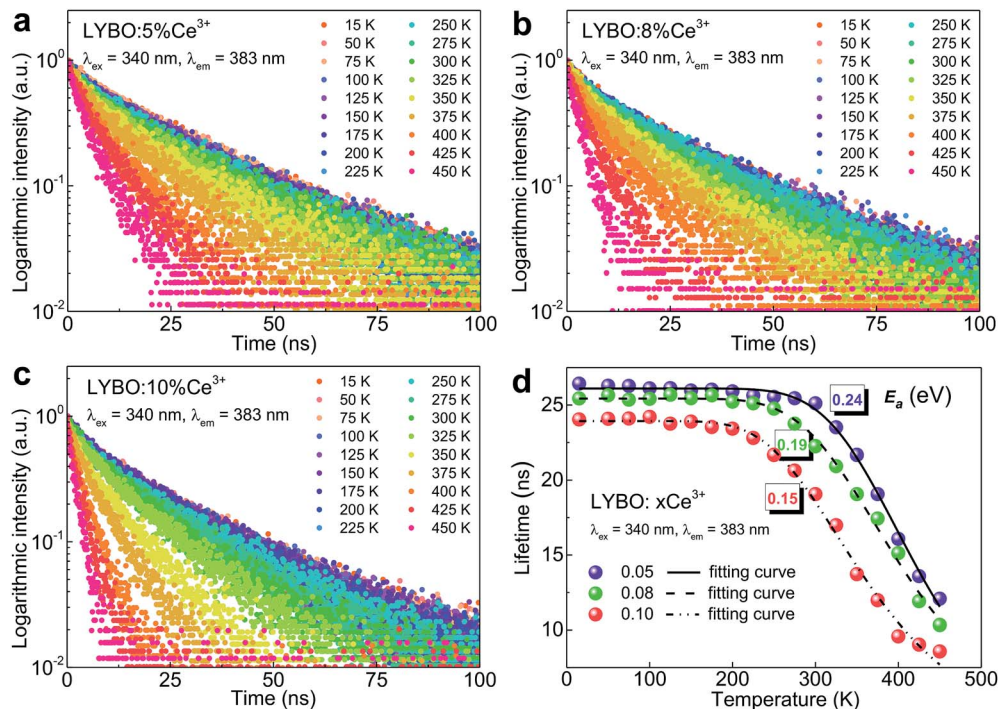 a
LYBO:5%Ce³⁺
λex = 340 nm, λem = 383 nm
15 K 250 K
50 K 275 K
75 K 300 K
100 K 325 K
125 K 350 K
150 K 375 K
175 K 400 K
200 K 425 K
225 K 450 K
Logarithmic intensity (a.u.)
10⁰
10⁻¹
10⁻²
0 25 50 75 100
Time (ns)
b
LYBO:8%Ce³⁺
λex = 340 nm, λem = 383 nm
15 K 250 K
50 K 275 K
75 K 300 K
100 K 325 K
125 K 350 K
150 K 375 K
175 K 400 K
200 K 425 K
225 K 450 K
Logarithmic intensity (a.u.)
10⁰
10⁻¹
10⁻²
0 25 50 75 100
Time (ns)
c
LYBO:10%Ce³⁺
λex = 340 nm, λem = 383 nm
15 K 250 K
50 K 275 K
75 K 300 K
100 K 325 K
125 K 350 K
150 K 375 K
175 K 400 K
200 K 425 K
225 K 450 K
Logarithmic intensity (a.u.)
10⁰
10⁻¹
10⁻²
0 25 50 75 100
Time (ns)
d
0.24 Ea (eV)
0.19
0.15
LYBO: xCe³⁺
λex = 340 nm, λem = 383 nm
0.05 fitting curve
0.08 fitting curve
0.10 fitting curve
Lifetime (ns)
25
20
15
10
0 100 200 300 400 500
Temperature (K)